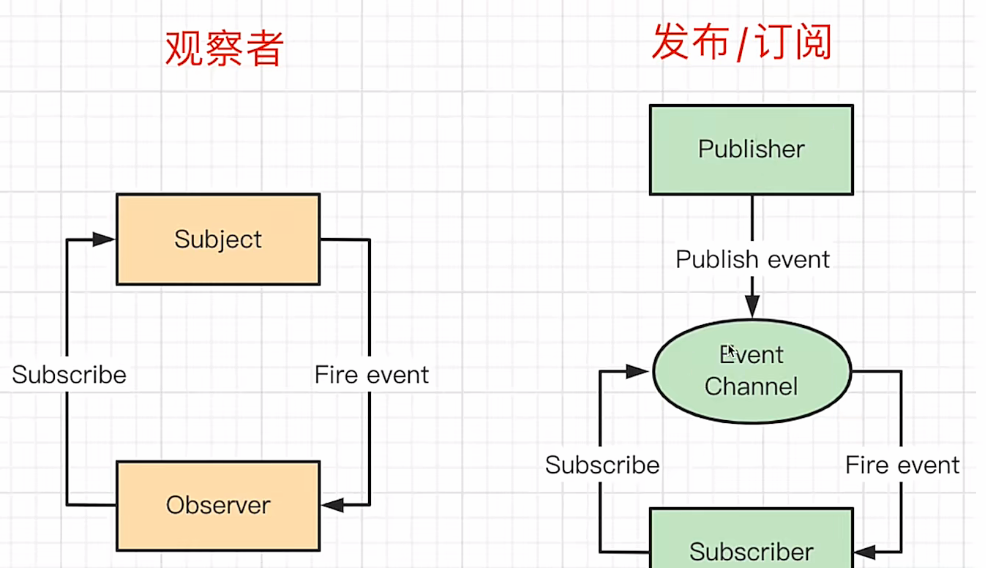 观察者
Subject
Subscribe
Fire event
Observer
发布/订阅
Publisher
Publish event
Event
Channel
Subscribe
Fire event
Subscriber